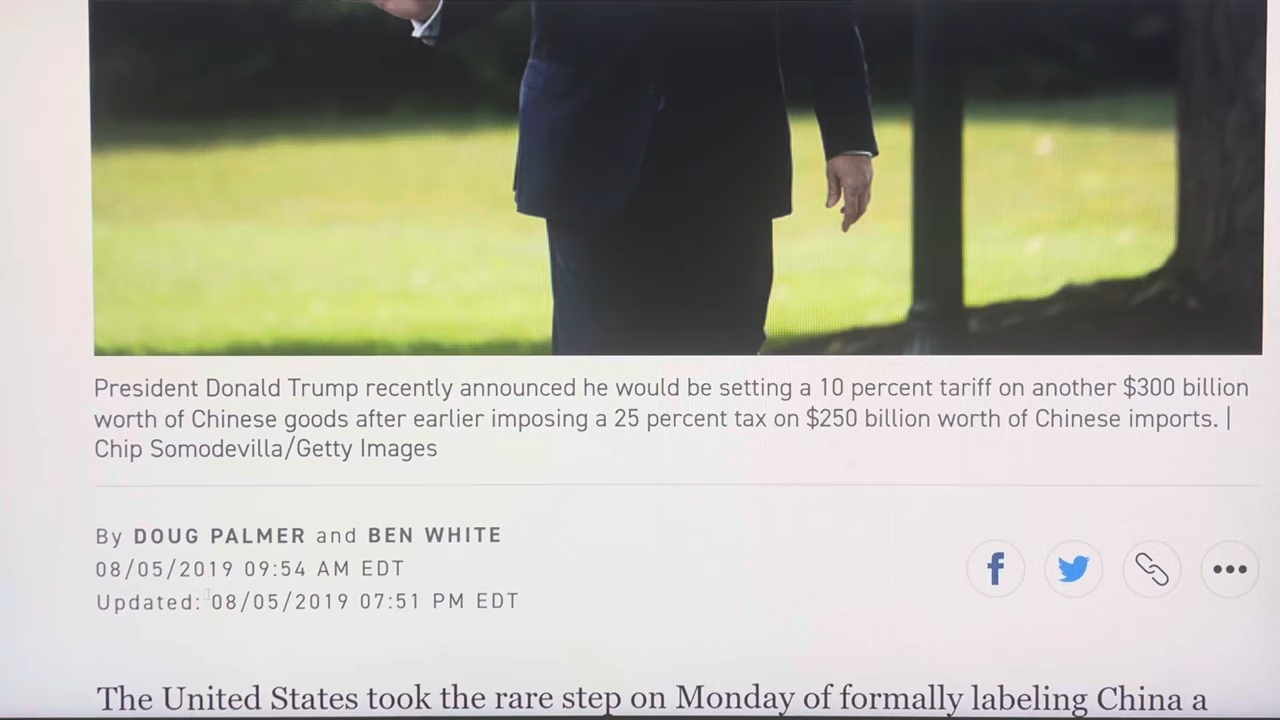 President Donald Trump recently announced he would be setting a 10 percent tariff on another $300 billion
worth of Chinese goods after earlier imposing a 25 percent tax on $250 billion worth of Chinese imports. |
Chip Somodevilla/Getty Images
By DOUG PALMER and BEN WHITE
08/05/2019 09:54 AM EDT
Updated: 08/05/2019 07:51 PM EDT
The United States took the rare step on Monday of formally labeling China a